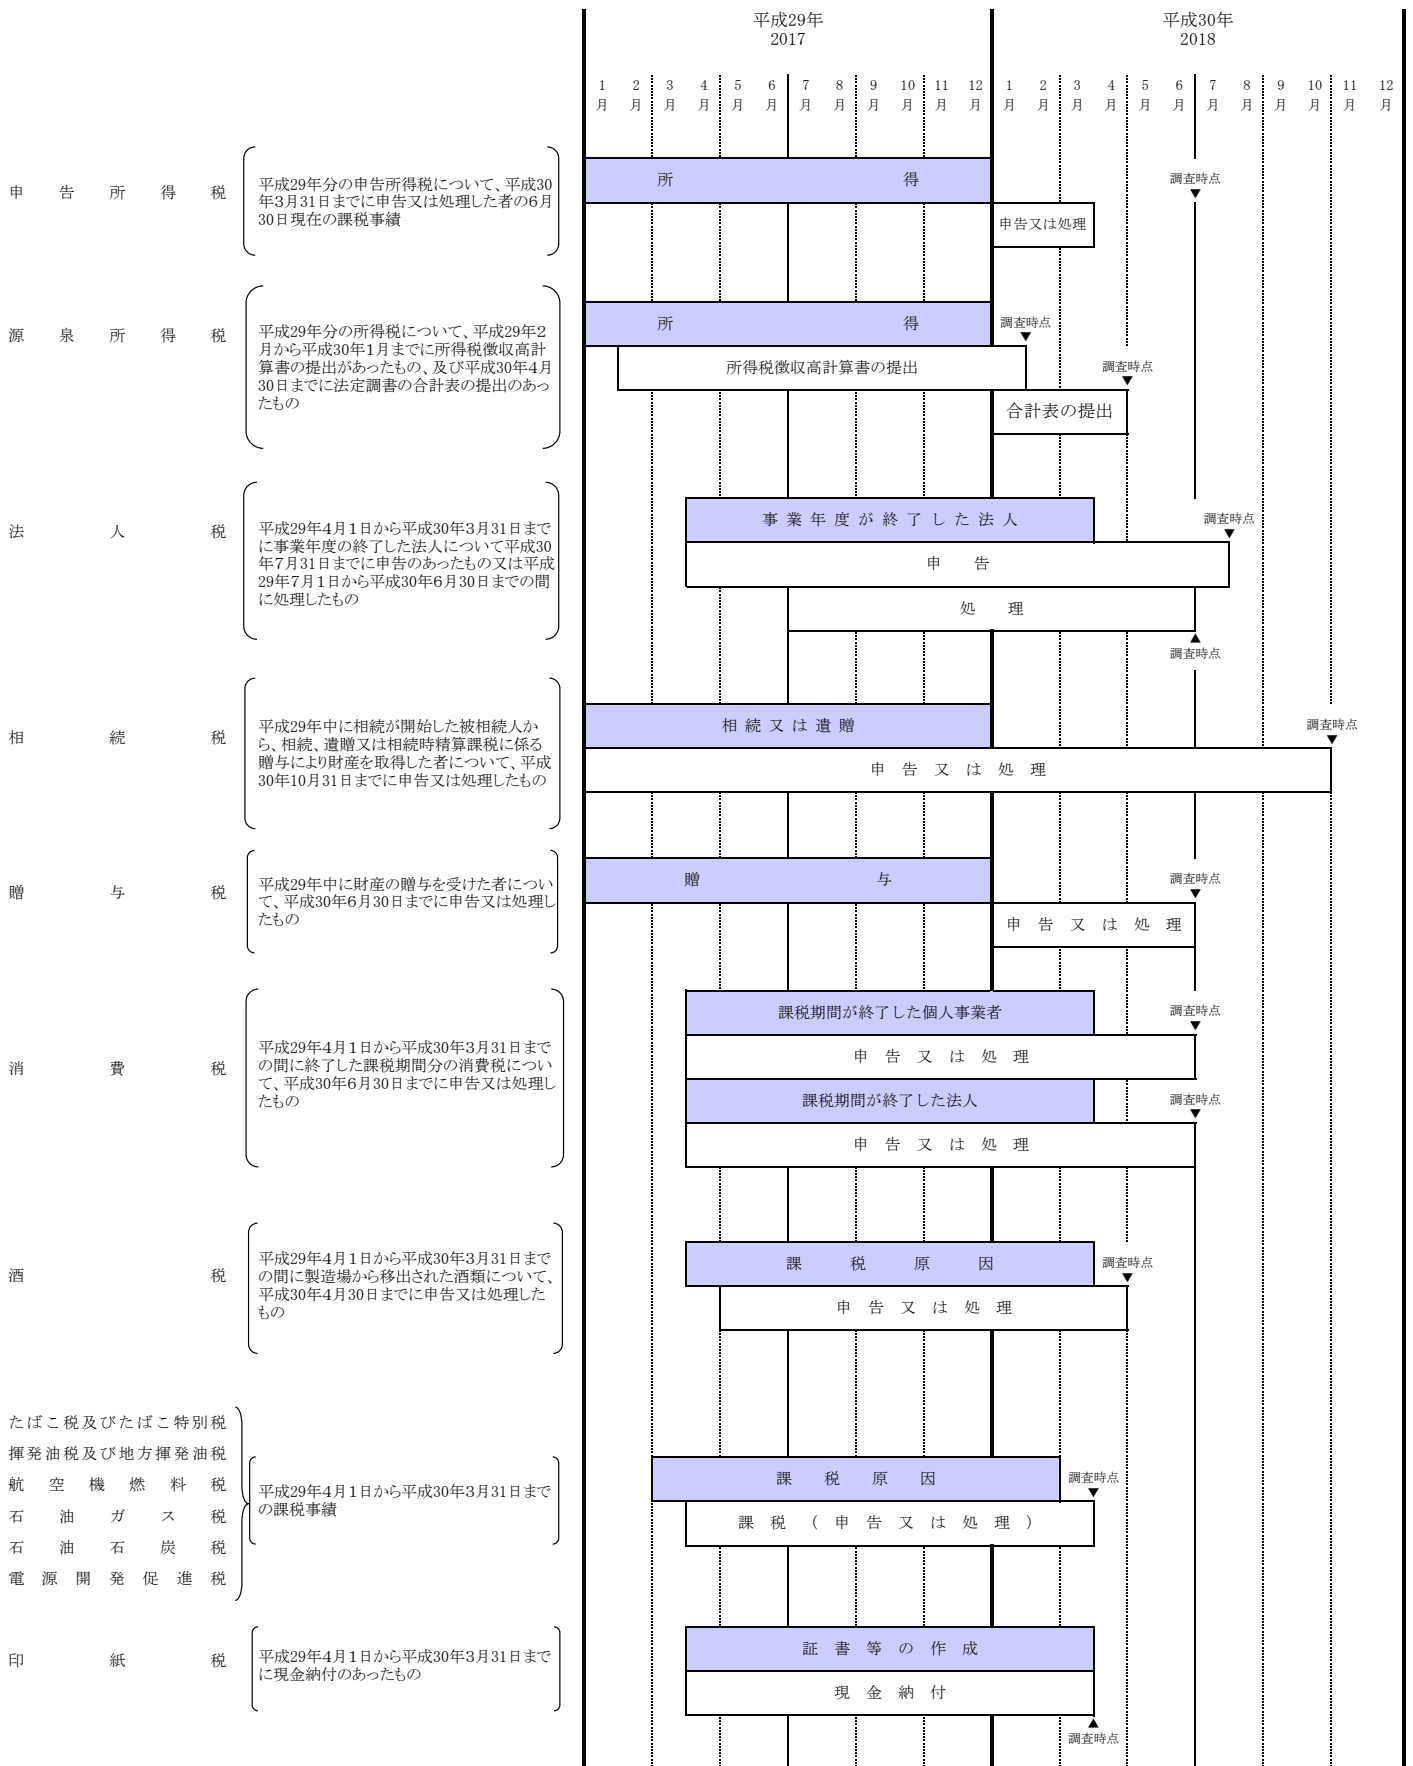 平成29年
2017
平成30年
2018
1月 2月 3月 4月 5月 6月 7月 8月 9月 10月 11月 12月 1月 2月 3月 4月 5月 6月 7月 8月 9月 10月 11月 12月
申告所得税
平成29年分の申告所得税について、平成30
年3月31日までに申告又は処理した者の6月
30日現在の課税事績
所得
調査時点
▼
申告又は処理
源泉所得税
平成29年分の所得税について、平成29年2
月から平成30年1月までに所得税徴収高計
算書の提出があったもの、及び平成30年4月
30日までに法定調書の合計表の提出のあっ
たもの
所得
調査時点
▼
所得税徴収高計算書の提出
調査時点
▼
合計表の提出
法人税
平成29年4月1日から平成30年3月31日まで
に事業年度の終了した法人について平成30
年7月31日までに申告のあったもの又は平成
29年7月1日から平成30年6月30日までの間
に処理したもの
事業年度が終了した法人
調査時点
▼
申告
処理
▲
調査時点
相続税
平成29年中に相続が開始した被相続人か
ら、相続、遺贈又は相続時精算課税に係る
贈与により財産を取得した者について、平成
30年10月31日までに申告又は処理したもの
相続又は遺贈
調査時点
▼
申告又は処理
贈与税
平成29年中に財産の贈与を受けた者につい
て、平成30年6月30日までに申告又は処理し
たもの
贈与
調査時点
▼
申告又は処理
消費税
平成29年4月1日から平成30年3月31日まで
の間に終了した課税期間分の消費税につい
て、平成30年6月30日までに申告又は処理し
たもの
課税期間が終了した個人事業者
調査時点
▼
申告又は処理
課税期間が終了した法人
調査時点
▼
申告又は処理
酒税
平成29年4月1日から平成30年3月31日まで
の間に製造場から移出された酒類について、
平成30年4月30日までに申告又は処理した
もの
課税原因
調査時点
▼
申告又は処理
たばこ税及びたばこ特別税
揮発油税及び地方揮発油税
航空機燃料税
石油ガス税
石油石炭税
電源開発促進税
平成29年4月1日から平成30年3月31日まで
の課税事績
課税原因
調査時点
▼
課税（申告又は処理）
印紙税
平成29年4月1日から平成30年3月31日まで
に現金納付のあったもの
証書等の作成
現金納付
▲
調査時点